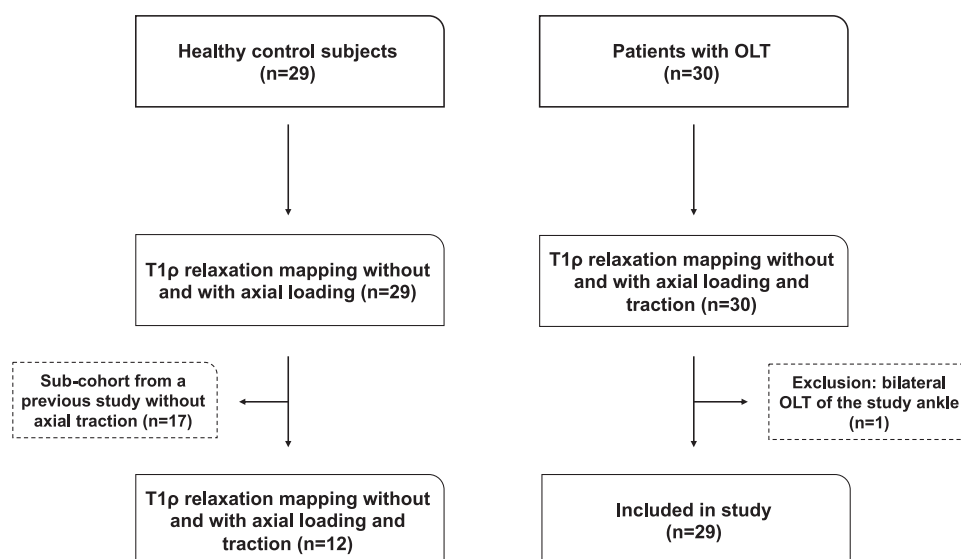 Healthy control subjects
(n=29)
Patients with OLT
(n=30)
T1ρ relaxation mapping without
and with axial loading (n=29)
T1ρ relaxation mapping without
and with axial loading and
traction (n=30)
Sub-cohort from a
previous study without
axial traction (n=17)
Exclusion: bilateral
OLT of the study ankle
(n=1)
T1ρ relaxation mapping without
and with axial loading and
traction (n=12)
Included in study
(n=29)